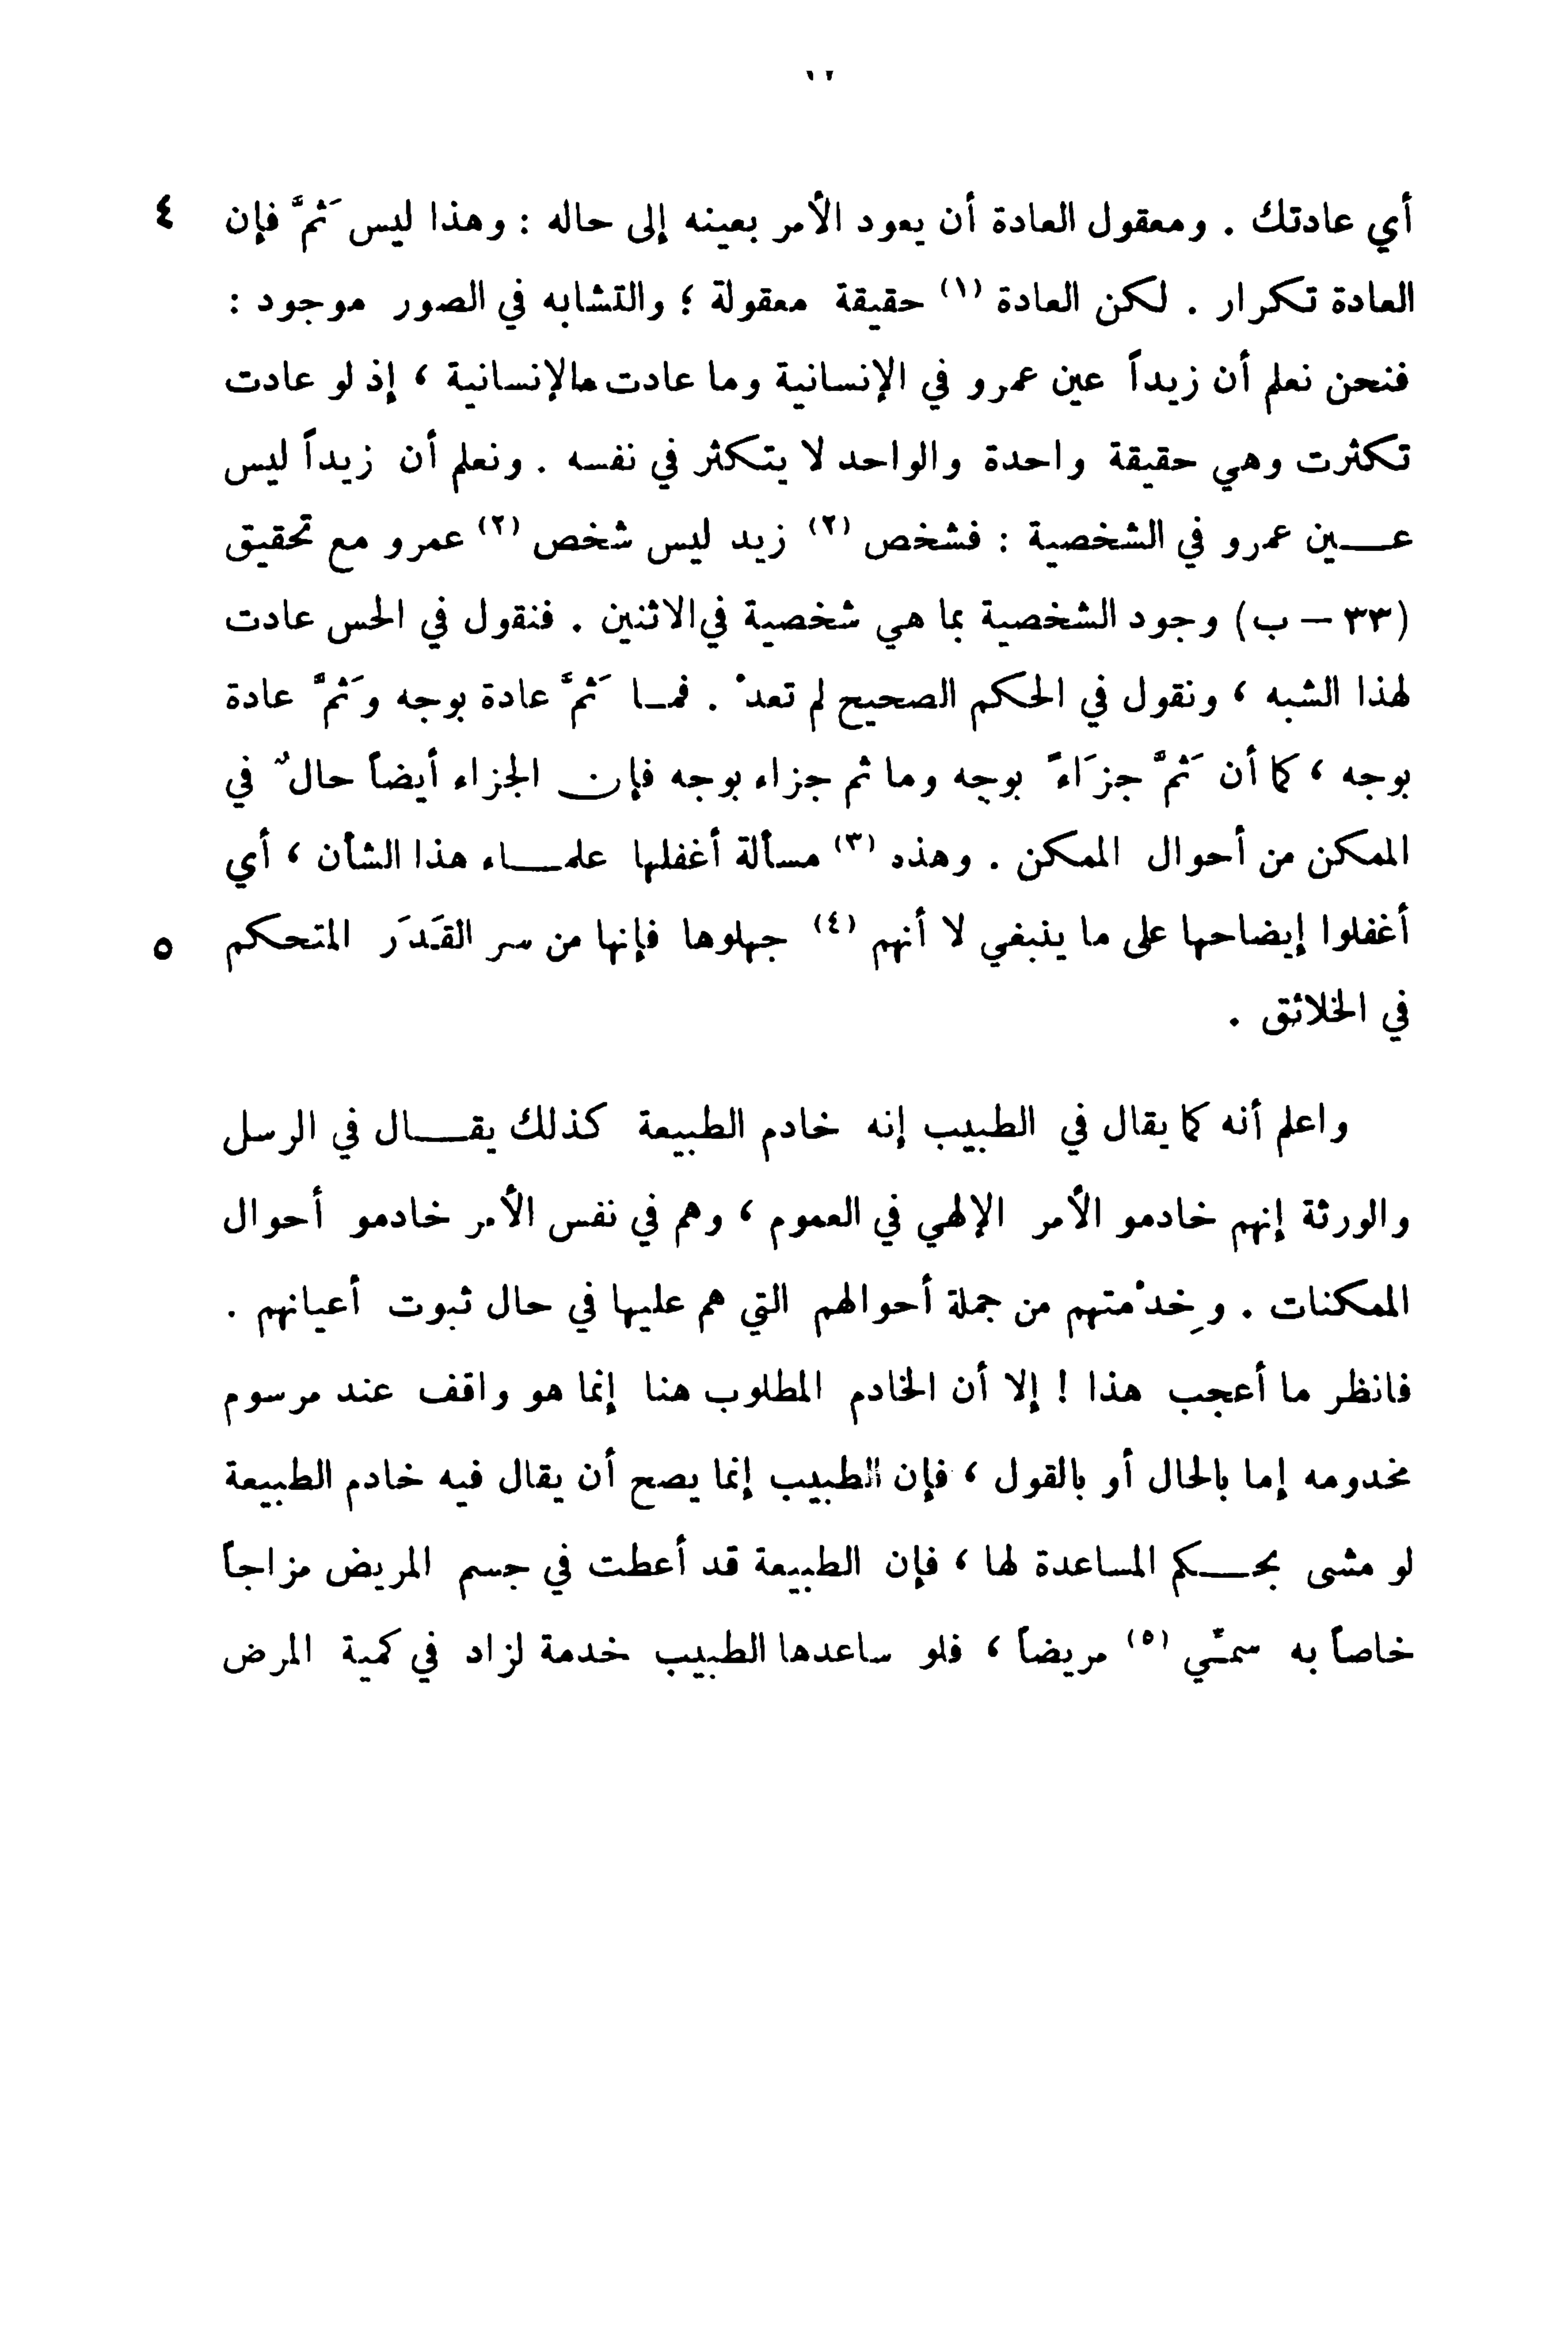 أي عادتك . ومعقول العادة أن يعود الأمر بعينه إلى حاله : وهذا ليس ثَمَّ فإن ٤
العادة تكرار . لكن العادة (١) حقيقة معقولة ؛ والتشابه في الصور موجود :
فنحن نعلم أن زيداً عين عمرو في الإنسانية وما عادت الإنسانية ، إذ لو عادت
تكثرت وهي حقيقة واحدة والواحد لا يتكثر في نفسه . ونعلم أن زيداً ليس
عـــين عمرو في الشخصية : فشخص (٢) زيد ليس شخص (٢) عمرو مع تحقيق
(٣٣ – ب) وجود الشخصية بما هي شخصية في الاثنين . فنقول في الحس عادت
لهذا الشبه ، ونقول في الحكم الصحيح لم تعدْ . فمـا ثَمَّ عادة بوجه وثَمَّ عادة
بوجه ، كما أن ثَمَّ جزَاءً بوجه وما ثم جزاء بوجه فإن الجزاء أيضاً حالٌ في
الممكن من أحوال الممكن . وهذه (٣) مسألة أغفلها علمـــاء هذا الشأن ، أي
أغفلوا إيضاحها على ما ينبغي لا أنهم (٤) جهلوها فإنها من سر القَدَر المتحكم ٥
في الخلائق .
واعلم أنه كما يقال في الطبيب إنه خادم الطبيعة كذلك يقـــال في الرسل
والورثة إنهم خادمو الأمر الإلهي في العموم ، وهم في نفس الأمر خادمو أحوال
الممكنات . وخِدْمتهم من جملة أحوالهم التي هم عليها في حال ثبوت أعيانهم .
فانظر ما أعجب هذا ! إلا أن الخادم المطلوب هنا إنما هو واقف عند مرسوم
مخدومه إما بالحال أو بالقول ، فإن الطبيب إنما يصح أن يقال فيه خادم الطبيعة
لو مشى بحـــكم المساعدة لها ، فإن الطبيعة قد أعطت في جسم المريض مزاجاً
خاصاً به سمِّي (٥) مريضاً ، فلو ساعدها الطبيب خدمة لزاد في كمية المرض